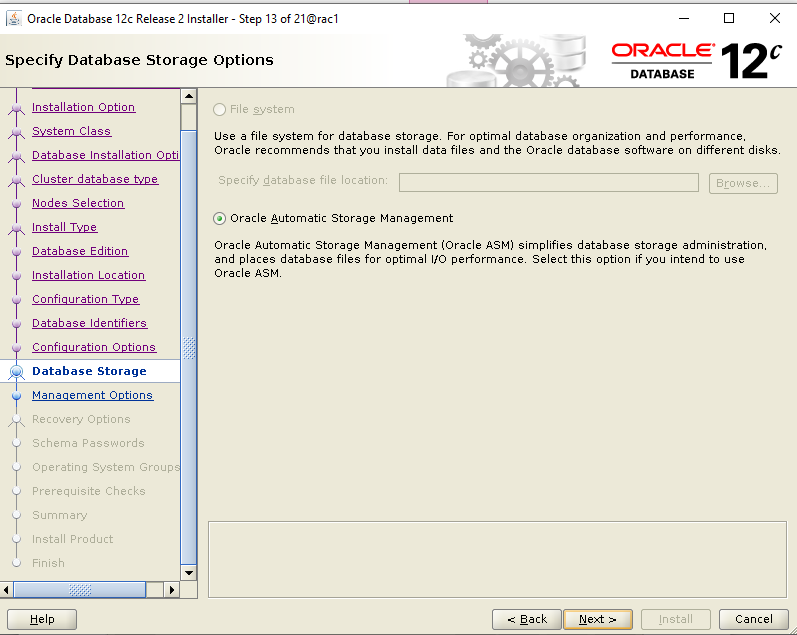 Oracle Database 12c Release 2 Installer - Step 13 of 21@rac1
Specify Database Storage Options
ORACLE
DATABASE
12c
Installation Option
System Class
Database Installation Opti
Cluster database type
Nodes Selection
Install Type
Database Edition
Installation Location
Configuration Type
Database Identifiers
Configuration Options
Database Storage
Management Options
Recovery Options
Schema Passwords
Operating System Groups
Prerequisite Checks
Summary
Install Product
Finish
File system
Use a file system for database storage. For optimal database organization and performance,
Oracle recommends that you install data files and the Oracle database software on different disks.
Specify database file location:
Browse...
Oracle Automatic Storage Management
Oracle Automatic Storage Management (Oracle ASM) simplifies database storage administration,
and places database files for optimal I/O performance. Select this option if you intend to use
Oracle ASM.
Help
< Back
Next >
Install
Cancel